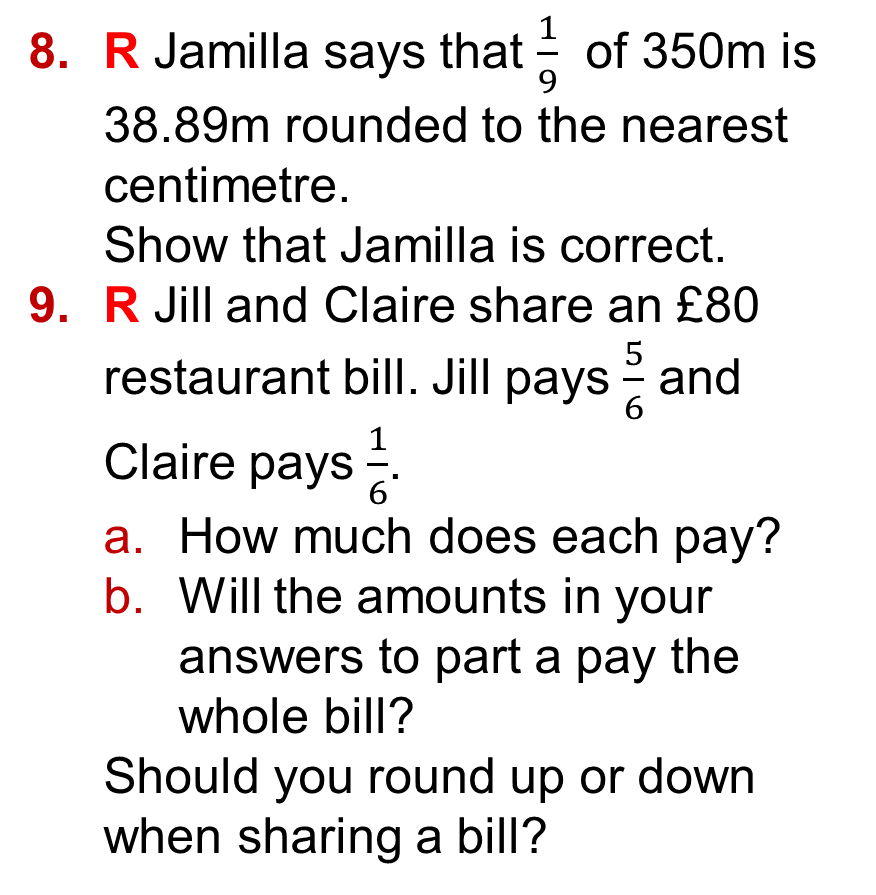 8. R Jamilla says that 1/9 of 350m is
38.89m rounded to the nearest
centimetre.
Show that Jamilla is correct.
9. R Jill and Claire share an £80
restaurant bill. Jill pays 5/6 and
Claire pays 1/6.
a. How much does each pay?
b. Will the amounts in your
answers to part a pay the
whole bill?
Should you round up or down
when sharing a bill?